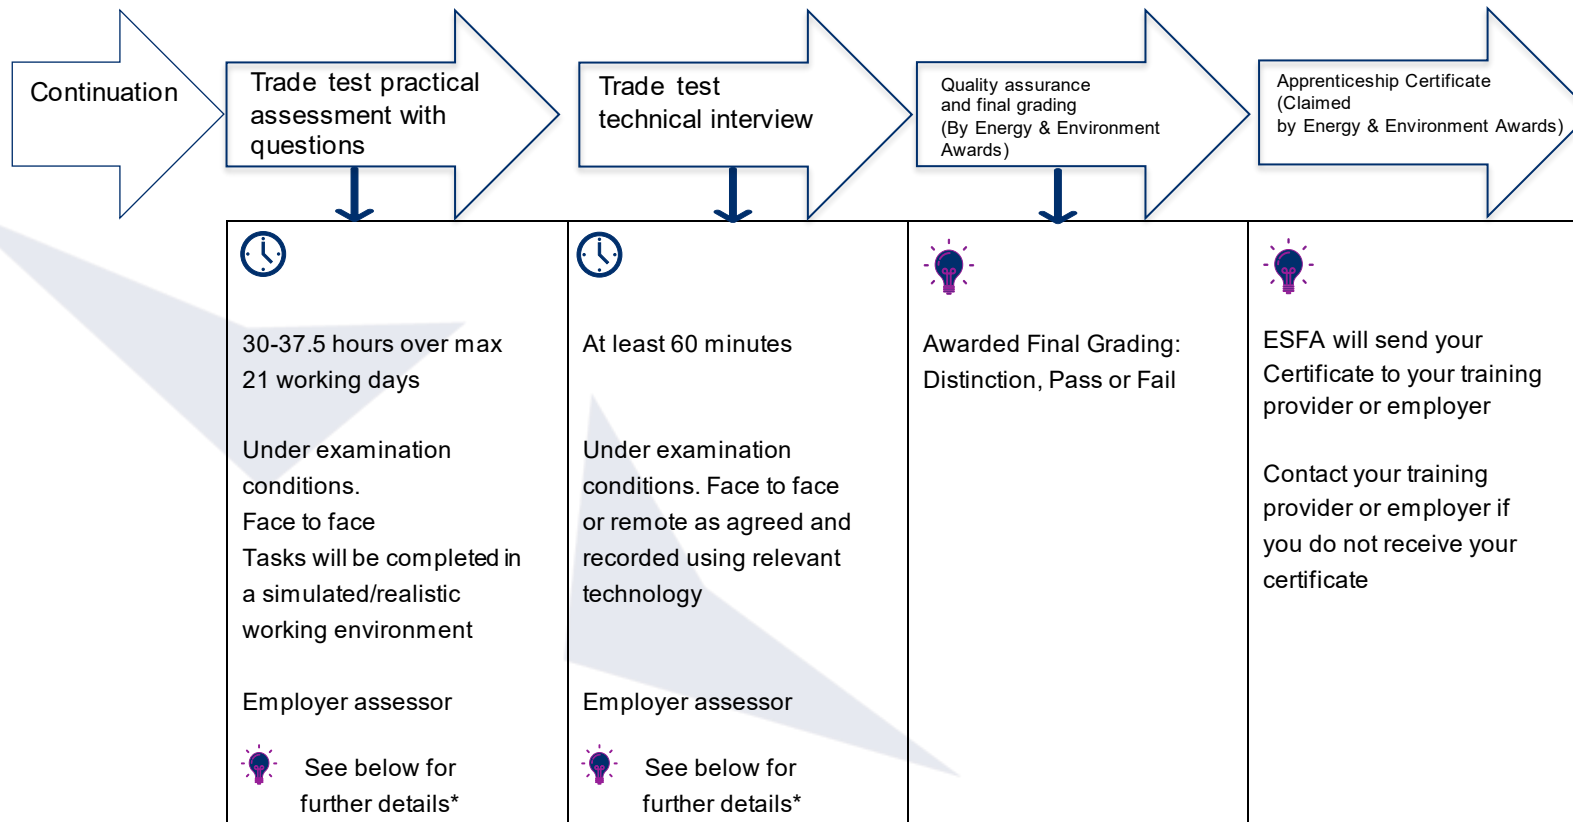 Continuation
Trade test practical
assessment with
questions
Trade test
technical interview
Quality assurance
and final grading
(By Energy & Environment
Awards)
Apprenticeship Certificate
(Claimed
by Energy & Environment Awards)
30-37.5 hours over max
21 working days
Under examination
conditions.
Face to face
Tasks will be completed in
a simulated/realistic
working environment
Employer assessor
See below for
further details*
At least 60 minutes
Under examination
conditions. Face to face
or remote as agreed and
recorded using relevant
technology
Employer assessor
See below for
further details*
Awarded Final Grading:
Distinction, Pass or Fail
ESFA will send your
Certificate to your training
provider or employer
Contact your training
provider or employer if
you do not receive your
certificate